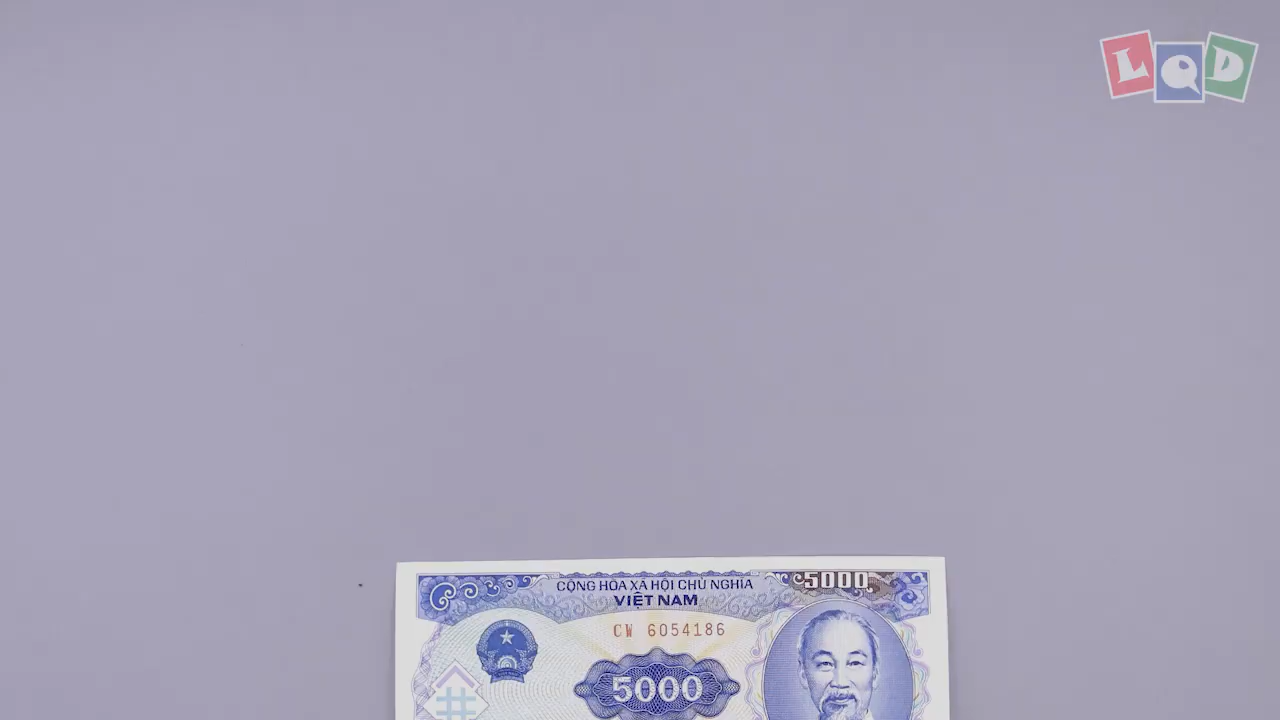 LQD
CỘNG HÒA XÃ HỘI CHỦ NGHĨA
5000
VIỆT NAM
CW 6054186
5000